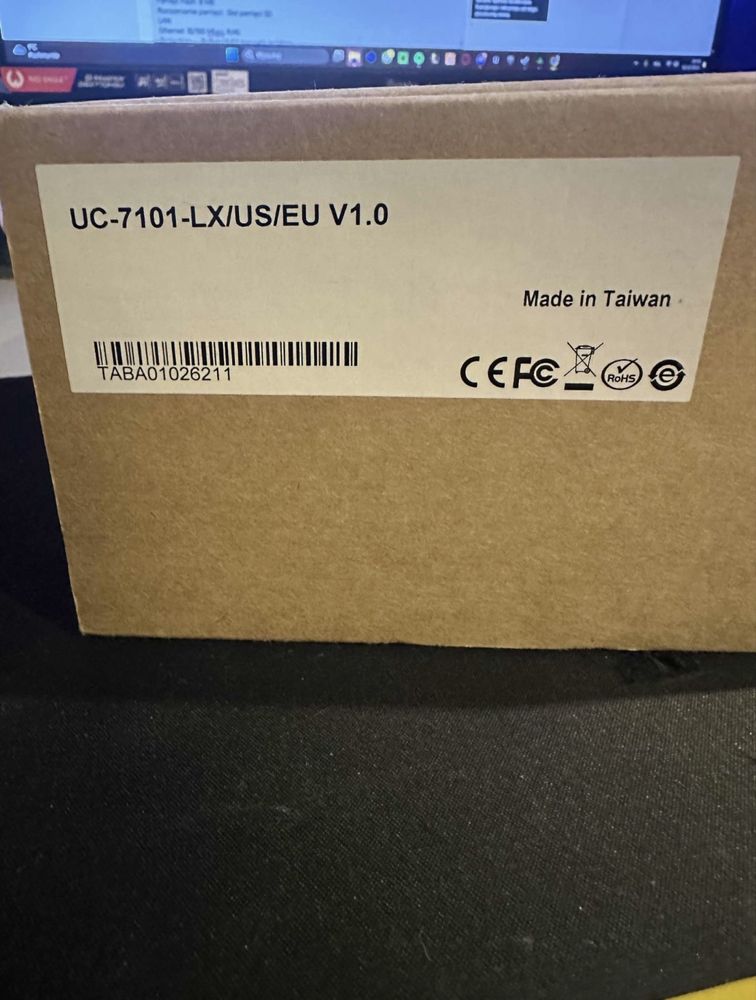 UC-7101-LX/US/EU V1.0
Made in Taiwan
TABA01026211
CE FC RoHS e